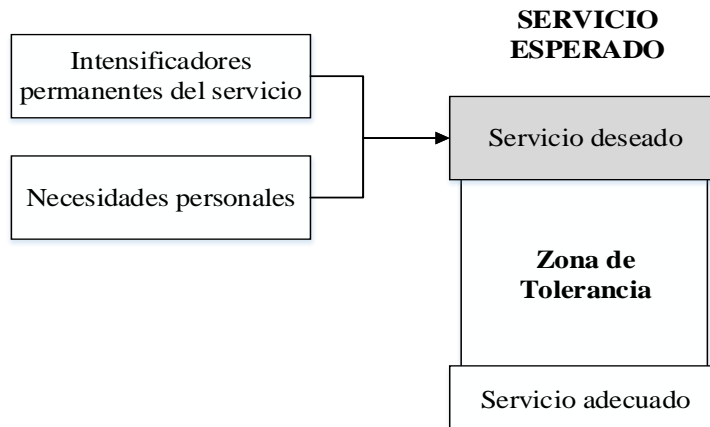 SERVICIO
ESPERADO
Intensificadores
permanentes del servicio
Servicio deseado
Necesidades personales
Zona de
Tolerancia
Servicio adecuado